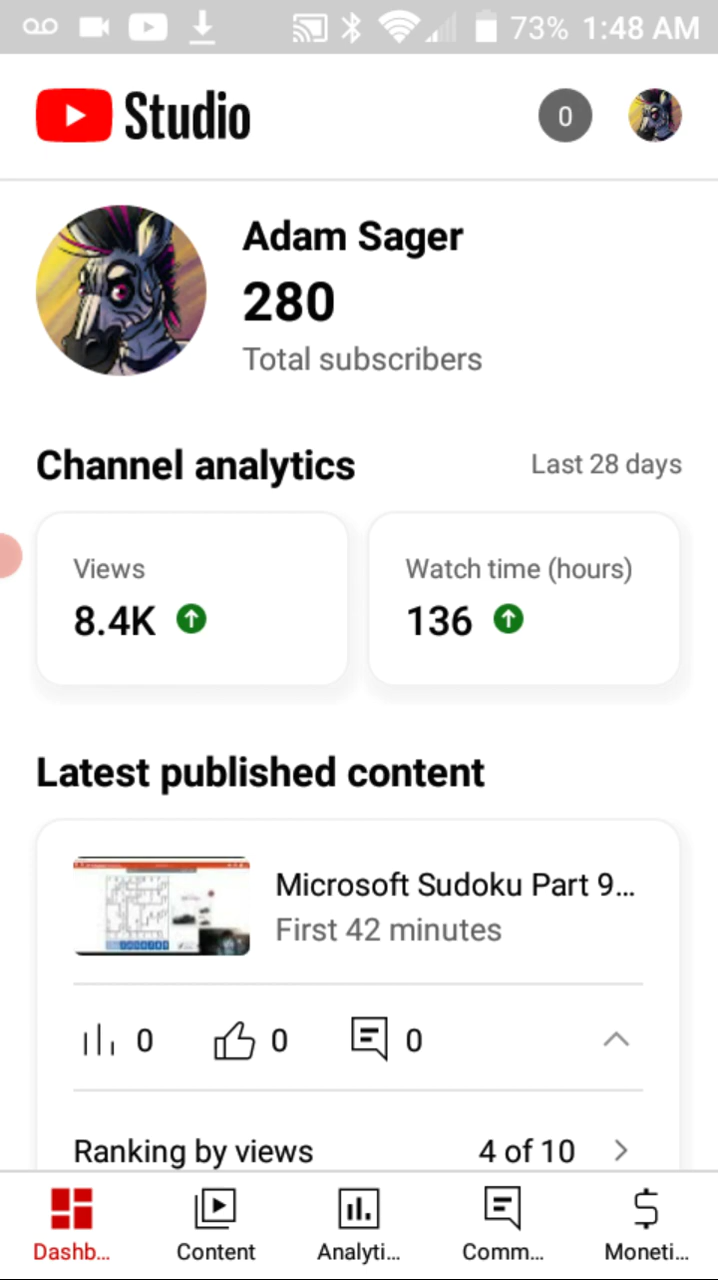 73% 1:48 AM
Studio
0
Adam Sager
280
Total subscribers
Channel analytics
Last 28 days
Views
Watch time (hours)
8.4K
136
Latest published content
Microsoft Sudoku Part 9...
First 42 minutes
0 0 0
Ranking by views
4 of 10
Dashb...
Content
Analyti...
Comm...
Moneti...